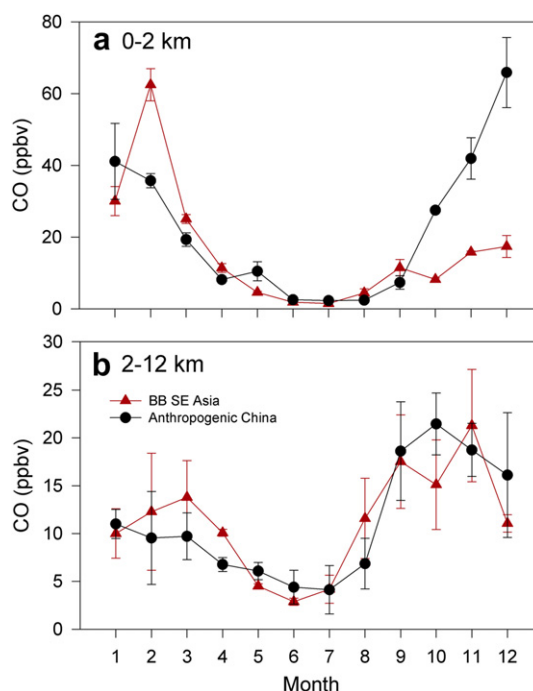 a 0-2 km
80
60
40
20
0
CO (ppbv)
b 2-12 km
BB SE Asia
Anthropogenic China
30
25
20
15
10
5
0
CO (ppbv)
1 2 3 4 5 6 7 8 9 10 11 12
Month